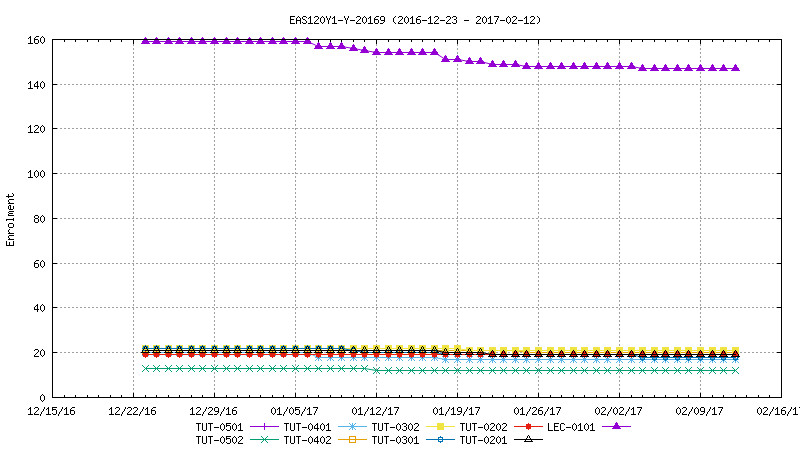 EAS120Y1-Y-20169 (2016-12-23 - 2017-02-12)
Enrolment
160
140
120
100
80
60
40
20
0
12/15/16 12/22/16 12/29/16 01/05/17 01/12/17 01/19/17 01/26/17 02/02/17 02/09/17 02/16/17
TUT-0501 TUT-0401 TUT-0302 TUT-0202 LEC-0101
TUT-0502 TUT-0402 TUT-0301 TUT-0201